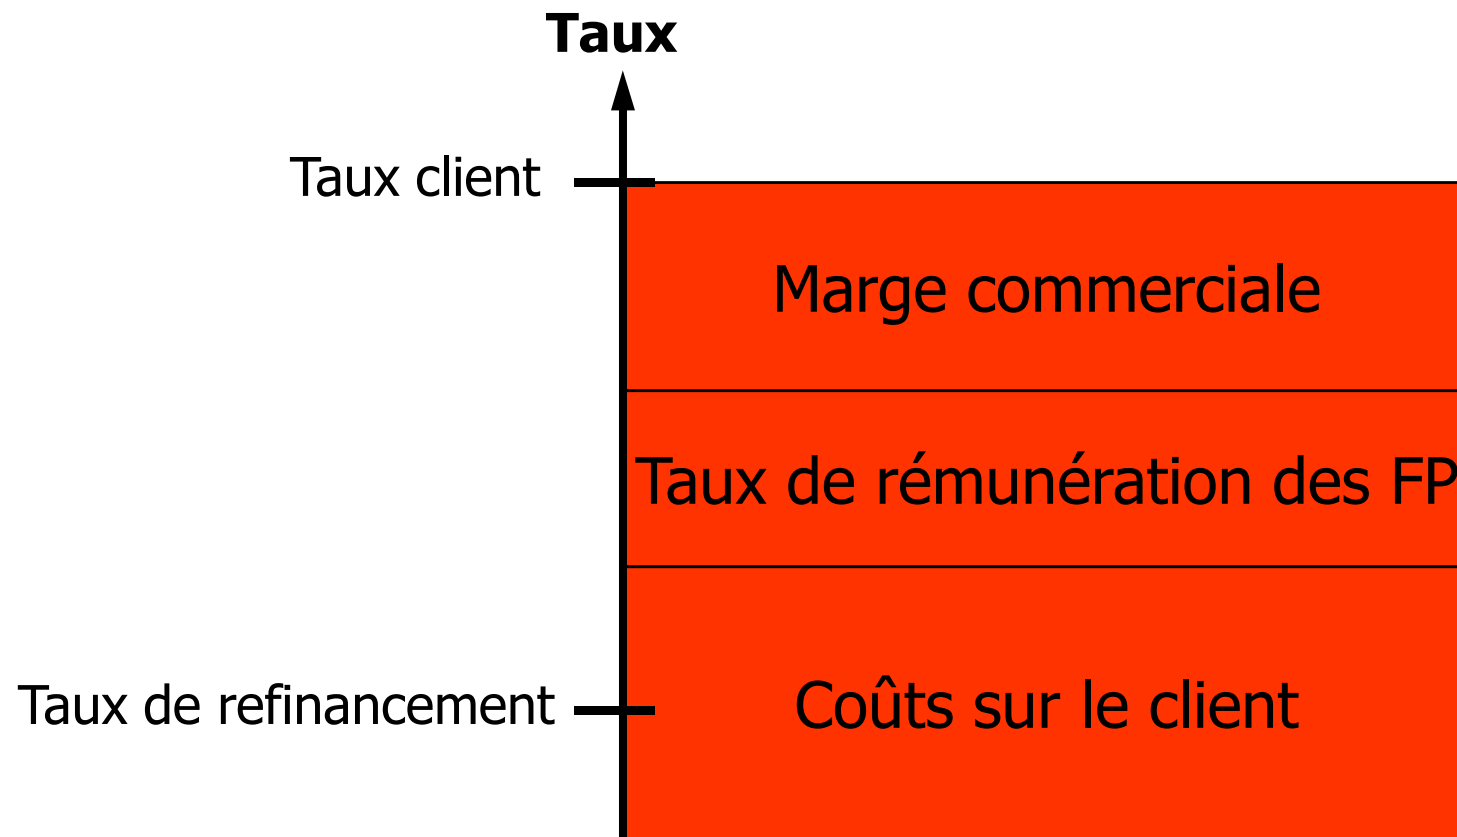 Taux
Taux client
Marge commerciale
Taux de rémunération des FP
Taux de refinancement
Coûts sur le client